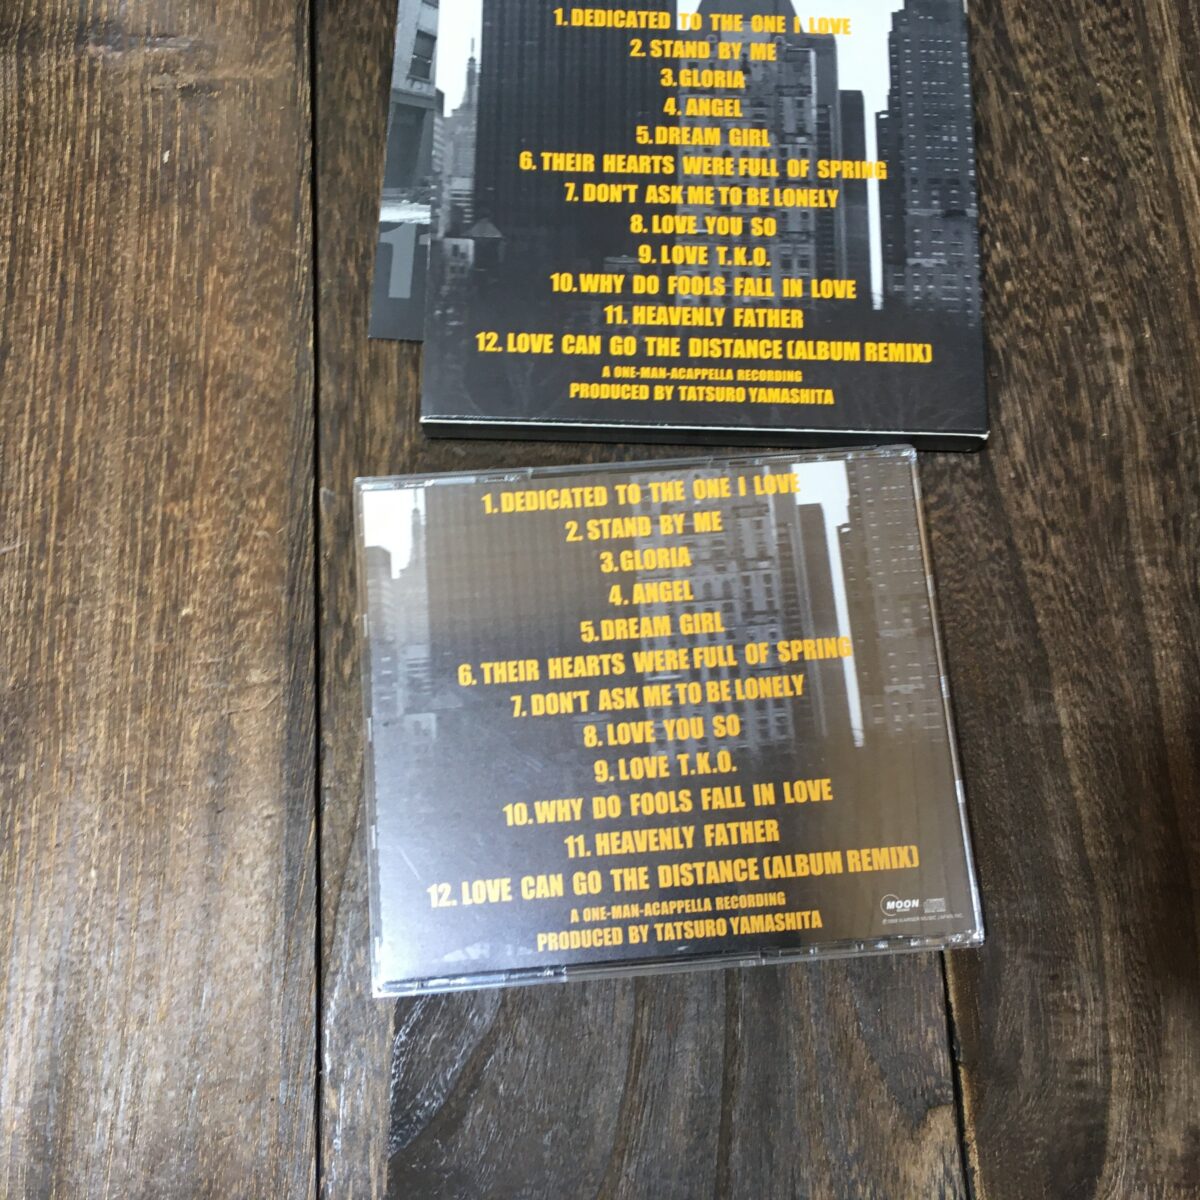 1. DEDICATED TO THE ONE I LOVE
2. STAND BY ME
3. GLORIA
4. ANGEL
5. DREAM GIRL
6. THEIR HEARTS WERE FULL OF SPRING
7. DON'T ASK ME TO BE LONELY
8. LOVE YOU SO
9. LOVE T.K.O.
10. WHY DO FOOLS FALL IN LOVE
11. HEAVENLY FATHER
12. LOVE CAN GO THE DISTANCE (ALBUM REMIX)
A ONE-MAN-ACAPPELLA RECORDING
PRODUCED BY TATSURO YAMASHITA
1. DEDICATED TO THE ONE I LOVE
2. STAND BY ME
3. GLORIA
4. ANGEL
5. DREAM GIRL
6. THEIR HEARTS WERE FULL OF SPRING
7. DON'T ASK ME TO BE LONELY
8. LOVE YOU SO
9. LOVE T.K.O.
10. WHY DO FOOLS FALL IN LOVE
11. HEAVENLY FATHER
12. LOVE CAN GO THE DISTANCE (ALBUM REMIX)
A ONE-MAN-ACAPPELLA RECORDING
PRODUCED BY TATSURO YAMASHITA
MOON
WARNER MUSIC JAPAN INC.